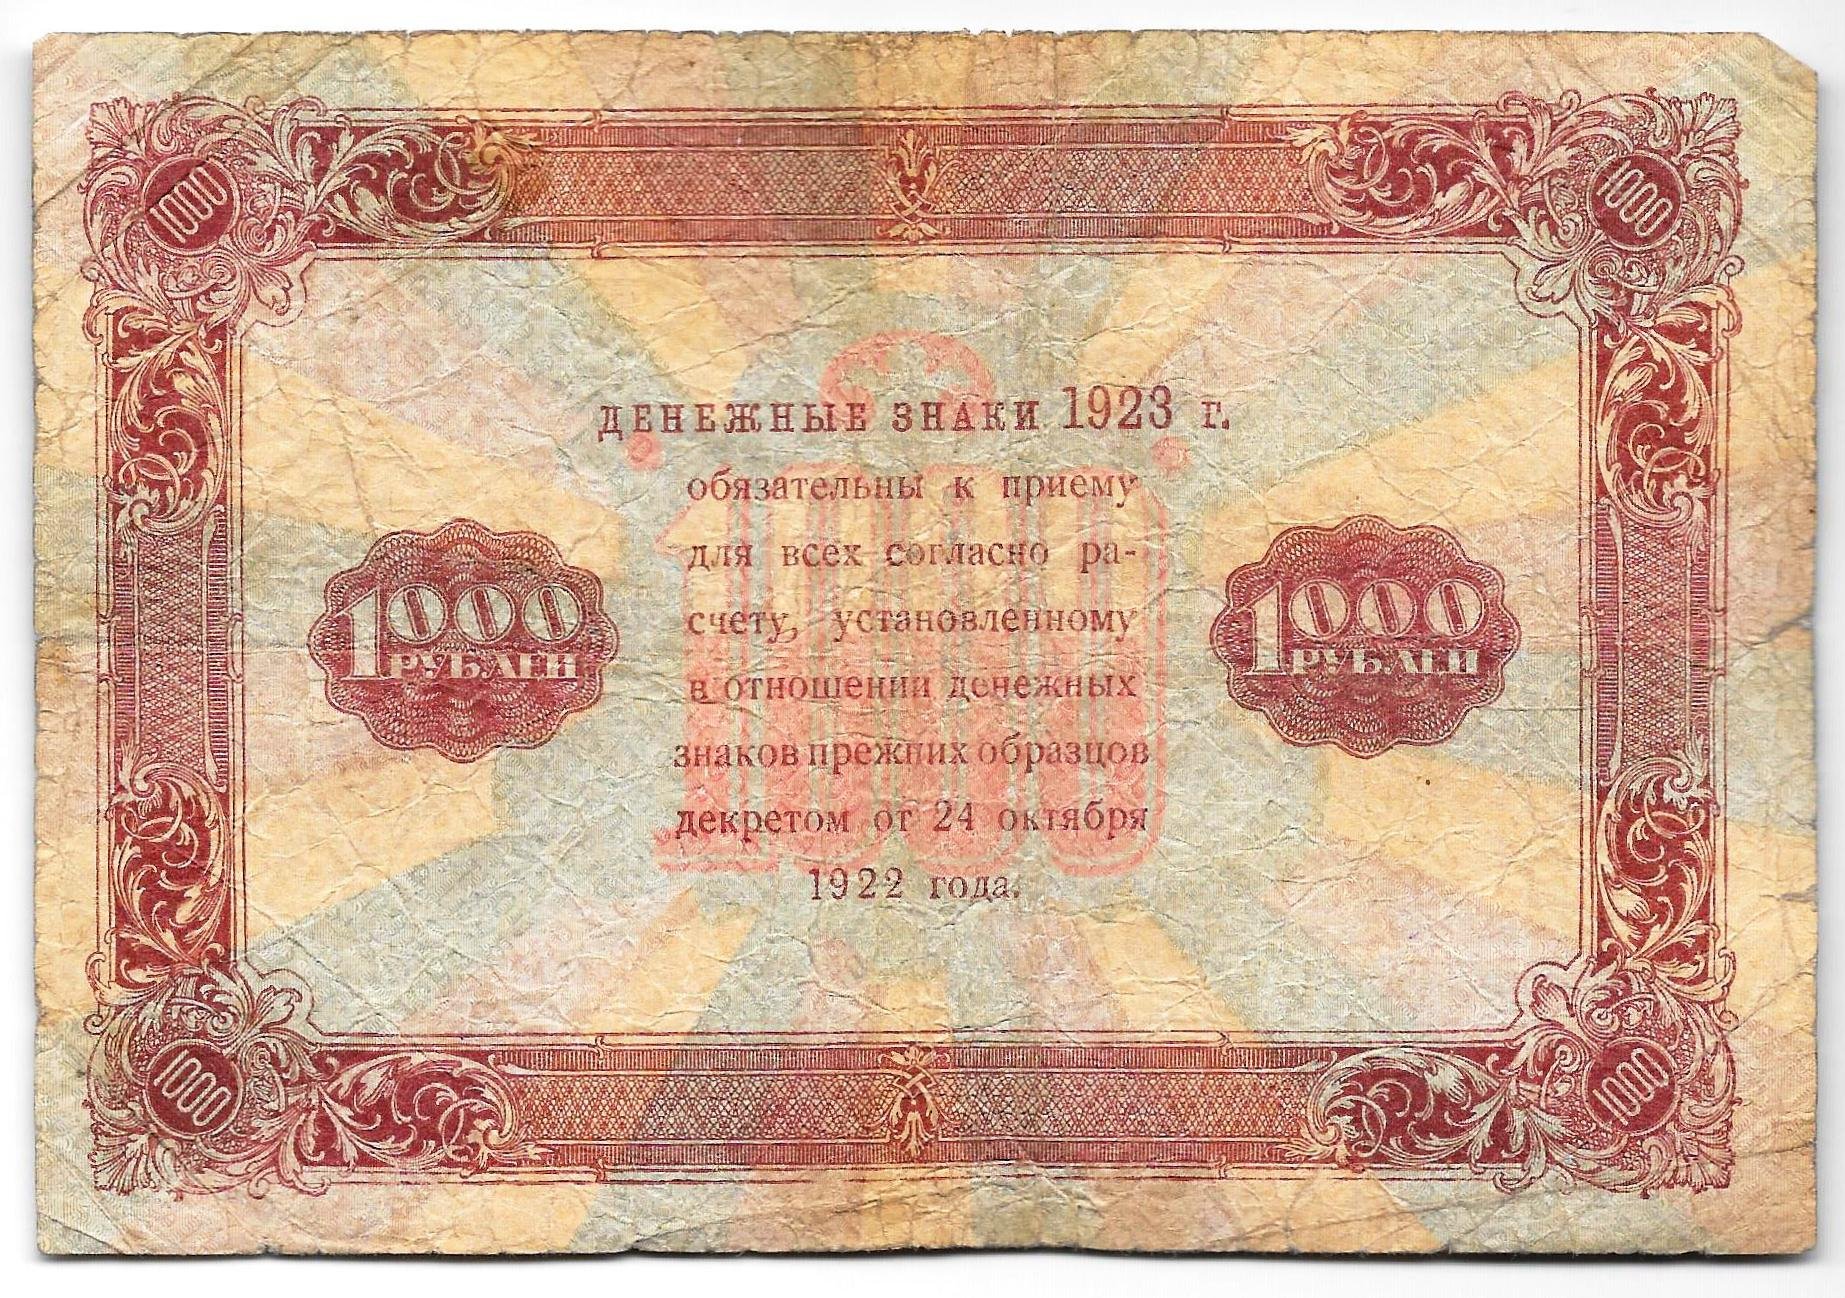 1000
1000
ДЕНЕЖНЫЕ ЗНАКИ 1923 г.
обязательны к приему
для всех согласно ра-
счету, установленному
в отношении денежных
знаков прежних образцов
декретом от 24 октября
1922 года.
1000
РУБЛЕЙ
1000
1000
РУБЛЕЙ
1000
1000